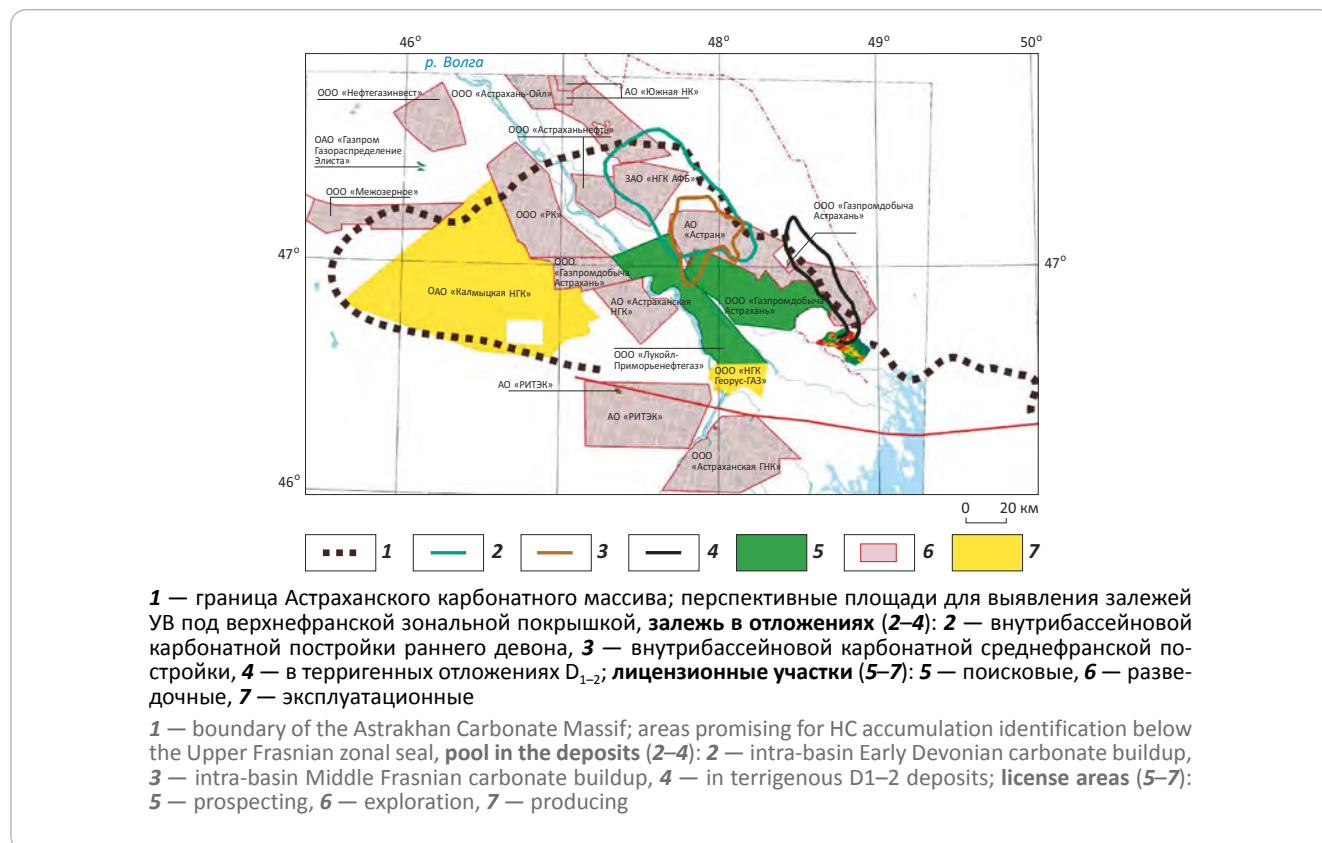 46°
48°
49°
50°
р. Волга
ООО «Нефтегазинвест»
ООО «Астрахань-Ойл»
АО «Южная НК»
ООО «Астраханьнефть»
ОАО «Газпром
Газораспределение
Элиста»
ЗАО «НГК АФБ»
ООО «Межозерное»
ООО «Газпромдобыча
Астрахань»
ООО «РК»
АО
«Астран»
47°
47°
ООО
«Газпромдобыча
Астрахань»
ОАО «Калмыцкая НГК»
АО «Астраханская
НГК»
ООО «Газпромдобыча
Астрахань»
ООО «Лукойл-
Приморьенефтегаз»
ООО «НГК
Георус-ГАЗ»
АО «РИТЭК»
АО «РИТЭК»
ООО
«Астраханская ГНК»
46°
0 20 км
1 2 3 4 5 6 7
1 — граница Астраханского карбонатного массива; перспективные площади для выявления залежей
УВ под верхнефранской зональной покрышкой, залежь в отложениях (2–4): 2 — внутрибассейновой
карбонатной постройки раннего девона, 3 — внутрибассейновой карбонатной среднефранской по-
стройки, 4 — в терригенных отложениях D1–2; лицензионные участки (5–7): 5 — поисковые, 6 — разве-
дочные, 7 — эксплуатационные
1 — boundary of the Astrakhan Carbonate Massif; areas promising for HC accumulation identification below
the Upper Frasnian zonal seal, pool in the deposits (2–4): 2 — intra-basin Early Devonian carbonate buildup,
3 — intra-basin Middle Frasnian carbonate buildup, 4 — in terrigenous D1–2 deposits; license areas (5–7):
5 — prospecting, 6 — exploration, 7 — producing